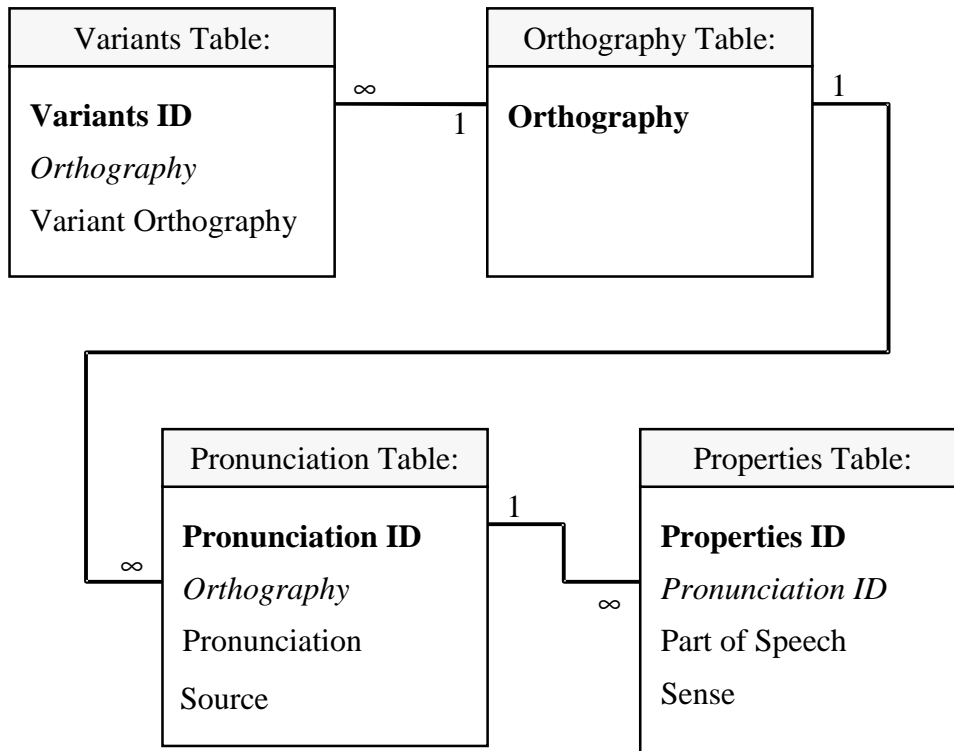 Variants Table:
Variants ID
Orthography
Variant Orthography
∞
1
Orthography Table:
Orthography
1
Pronunciation Table:
∞
Pronunciation ID
Orthography
Pronunciation
Source
1
∞
Properties Table:
Properties ID
Pronunciation ID
Part of Speech
Sense